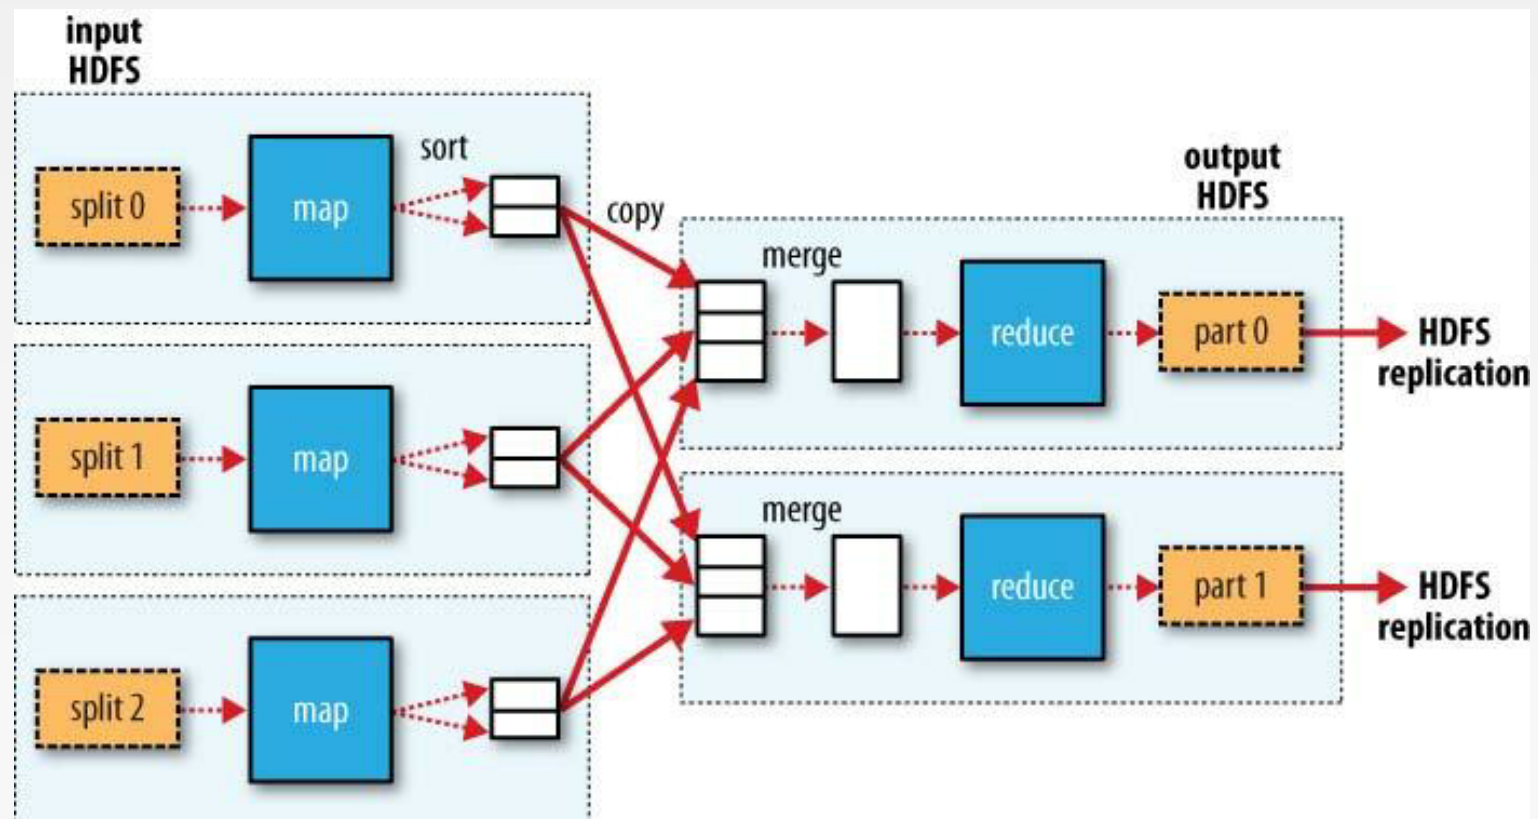 input
HDFS
sort
split 0
map
copy
output
HDFS
merge
reduce
part 0
HDFS
replication
split 1
map
merge
reduce
part 1
HDFS
replication
split 2
map